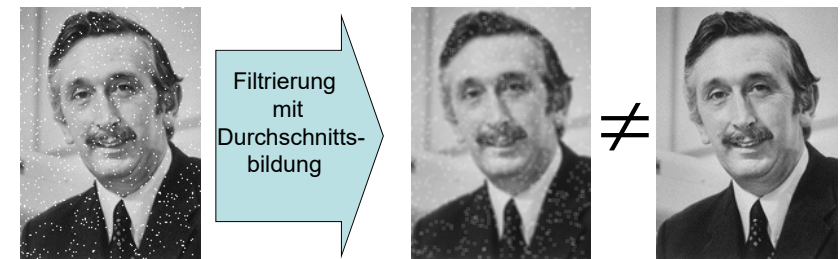 Filtrierung
mit
Durchschnitts-
bildung
≠